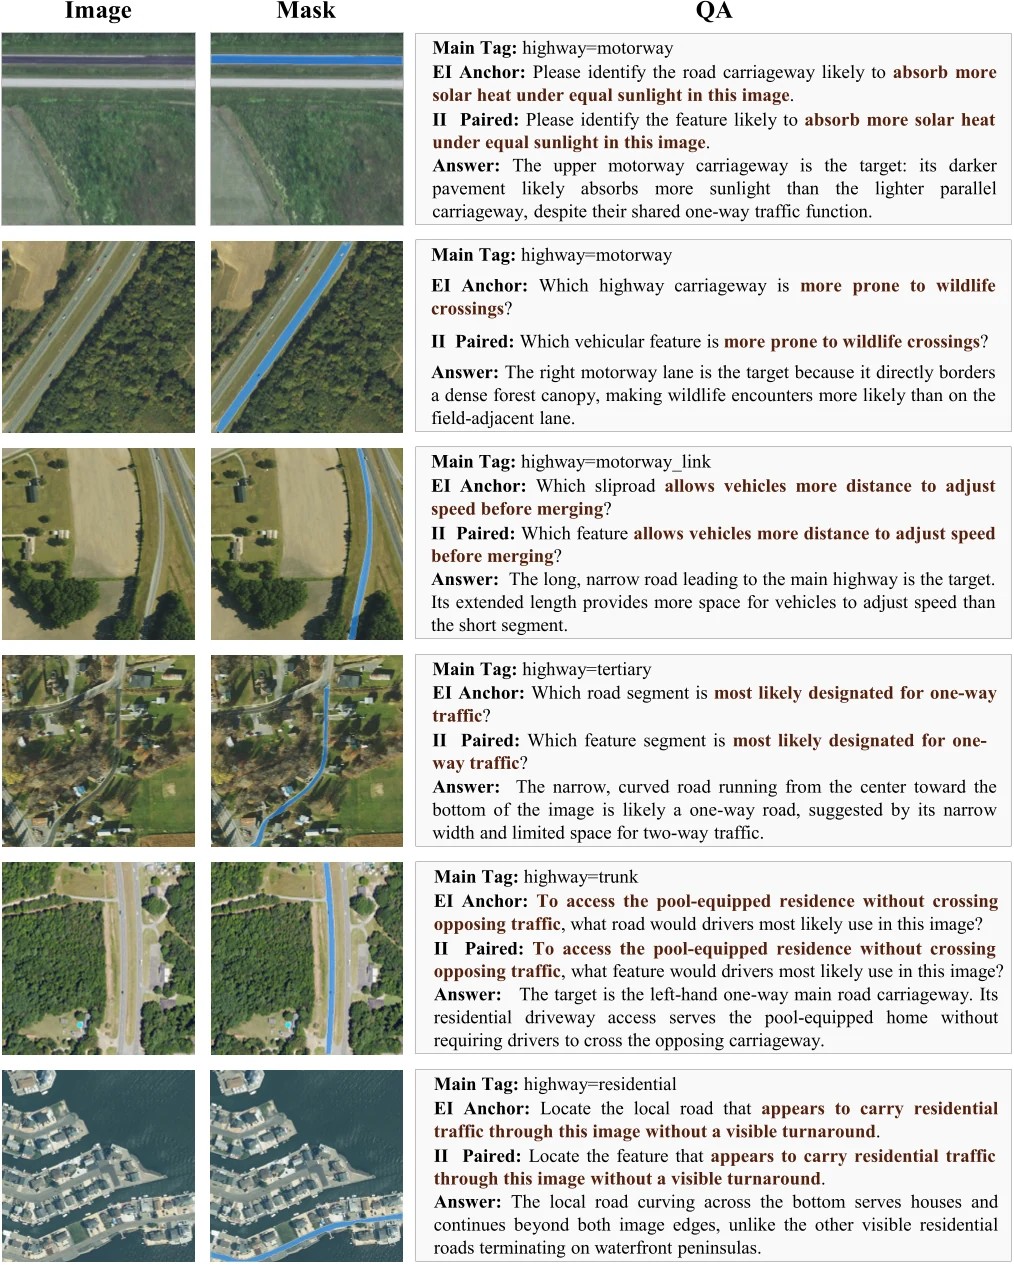 Image Mask QA
Main Tag: highway=motorway
EI Anchor: Please identify the road carriageway likely to absorb more
solar heat under equal sunlight in this image.
II Paired: Please identify the feature likely to absorb more solar heat
under equal sunlight in this image.
Answer: The upper motorway carriageway is the target: its darker
pavement likely absorbs more sunlight than the lighter parallel
carriageway, despite their shared one-way traffic function.
Main Tag: highway=motorway
EI Anchor: Which highway carriageway is more prone to wildlife
crossings?
II Paired: Which vehicular feature is more prone to wildlife crossings?
Answer: The right motorway lane is the target because it directly borders
a dense forest canopy, making wildlife encounters more likely than on the
field-adjacent lane.
Main Tag: highway=motorway_link
EI Anchor: Which sliproad allows vehicles more distance to adjust
speed before merging?
II Paired: Which feature allows vehicles more distance to adjust speed
before merging?
Answer: The long, narrow road leading to the main highway is the target.
Its extended length provides more space for vehicles to adjust speed than
the short segment.
Main Tag: highway=tertiary
EI Anchor: Which road segment is most likely designated for one-way
traffic?
II Paired: Which feature segment is most likely designated for one-
way traffic?
Answer: The narrow, curved road running from the center toward the
bottom of the image is likely a one-way road, suggested by its narrow
width and limited space for two-way traffic.
Main Tag: highway=trunk
EI Anchor: To access the pool-equipped residence without crossing
opposing traffic, what road would drivers most likely use in this image?
II Paired: To access the pool-equipped residence without crossing
opposing traffic, what feature would drivers most likely use in this image?
Answer: The target is the left-hand one-way main road carriageway. Its
residential driveway access serves the pool-equipped home without
requiring drivers to cross the opposing carriageway.
Main Tag: highway=residential
EI Anchor: Locate the local road that appears to carry residential
traffic through this image without a visible turnaround.
II Paired: Locate the feature that appears to carry residential traffic
through this image without a visible turnaround.
Answer: The local road curving across the bottom serves houses and
continues beyond both image edges, unlike the other visible residential
roads terminating on waterfront peninsulas.